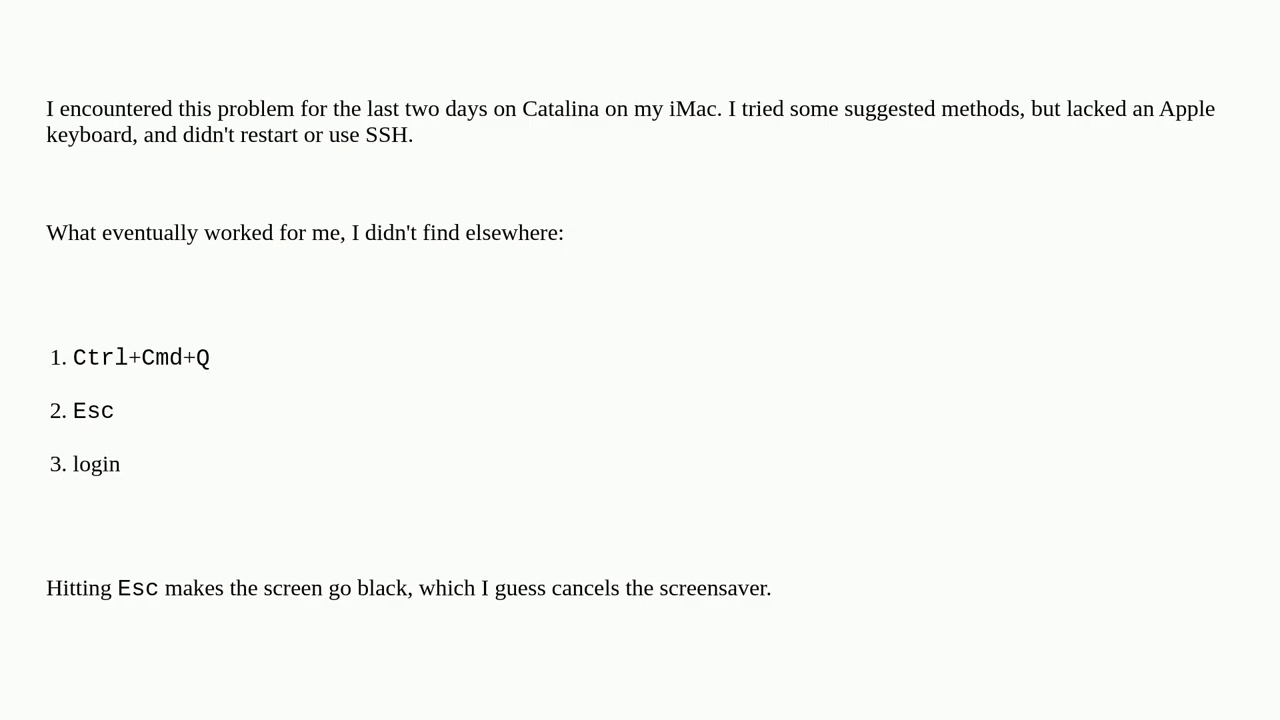 I encountered this problem for the last two days on Catalina on my iMac. I tried some suggested methods, but lacked an Apple
keyboard, and didn't restart or use SSH.
What eventually worked for me, I didn't find elsewhere:
1. Ctrl+Cmd+Q
2. Esc
3. login
Hitting Esc makes the screen go black, which I guess cancels the screensaver.